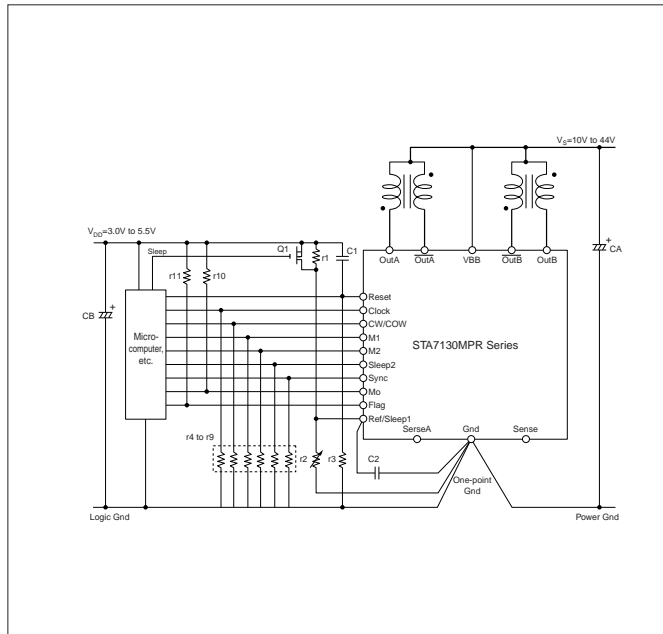 V_S=10V to 44V
V_DD=3.0V to 5.5V
CA
+
OutA
OutA
VBB
OutB
OutB
Sleep
Q1
r1
C1
r11
r10
CB
+
Micro-
computer,
etc.
Reset
Clock
CW/COW
M1
M2
Sleep2
Sync
Mo
Flag
Ref/Sleep1
STA7130MPR Series
SerseA
Gnd
Sense
r4 to r9
r2
r3
C2
One-point
Gnd
Logic Gnd
Power Gnd